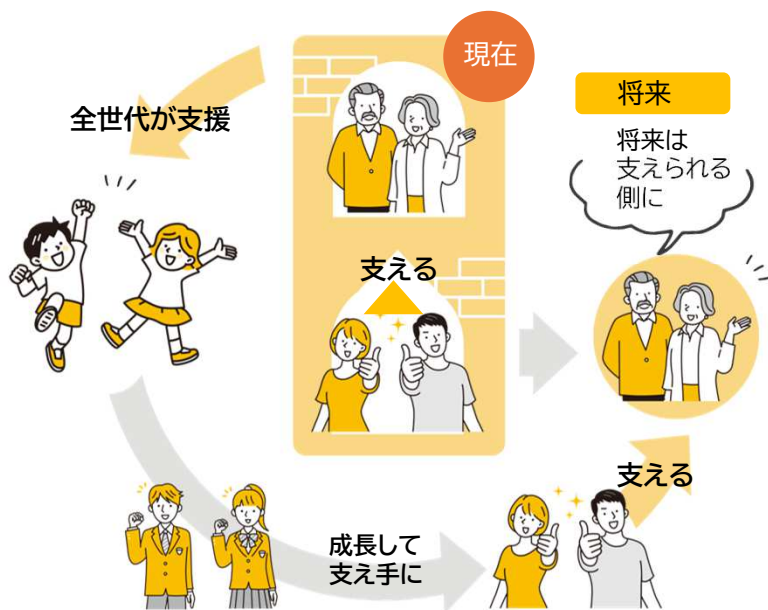 現在
全世代が支援
支える
将来
将来は
支えられる
側に
支える
成長して
支え手に